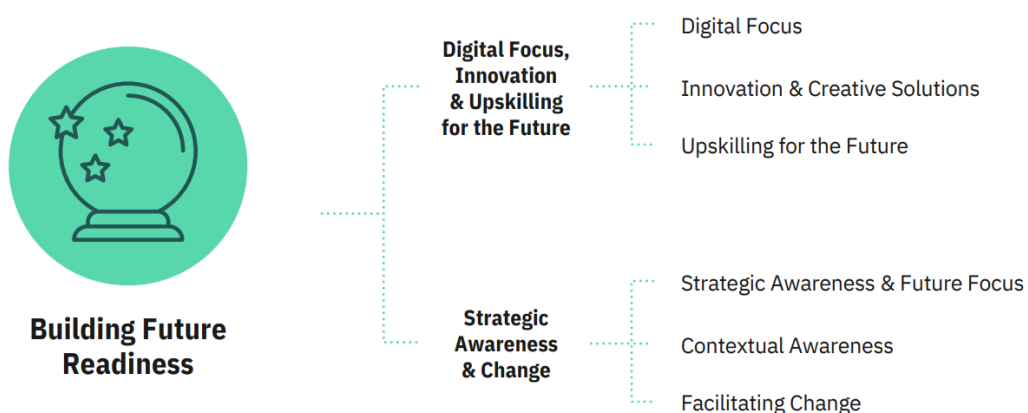 Building Future
Readiness
Digital Focus,
Innovation
& Upskilling
for the Future
Digital Focus
Innovation & Creative Solutions
Upskilling for the Future
Strategic
Awareness
& Change
Strategic Awareness & Future Focus
Contextual Awareness
Facilitating Change